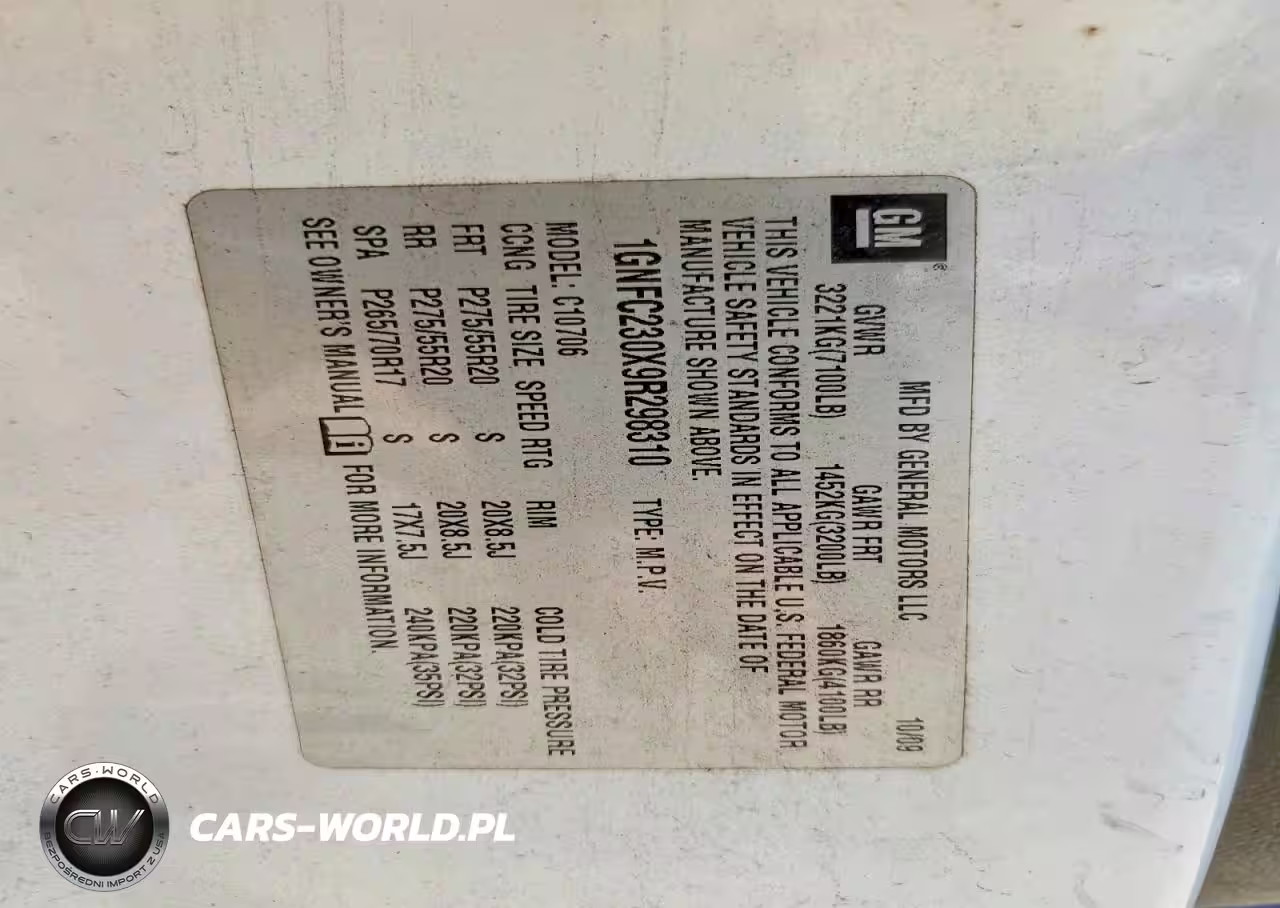 GM
MFD BY GENERAL MOTORS LLC 10/09
GVWR GAWR FRT GAWR RR
3221KG(7100LB) 1452KG(3200LB) 1860KG(4100LB)
THIS VEHICLE CONFORMS TO ALL APPLICABLE U.S. FEDERAL MOTOR
VEHICLE SAFETY STANDARDS IN EFFECT ON THE DATE OF
MANUFACTURE SHOWN ABOVE.
1GNFC230X9R298310 TYPE: M.P.V.
MODEL: C10706
CCNG TIRE SIZE SPEED RTG RIM COLD TIRE PRESSURE
FRT P275/55R20 S 20X8.5J 220KPA(32PSI)
RR P275/55R20 S 20X8.5J 220KPA(32PSI)
SPA P265/70R17 S 17X7.5J 240KPA(35PSI)
SEE OWNER'S MANUAL FOR MORE INFORMATION.
CARS-WORLD
CW
BEZPOŚREDNI IMPORT Z USA
CARS-WORLD.PL